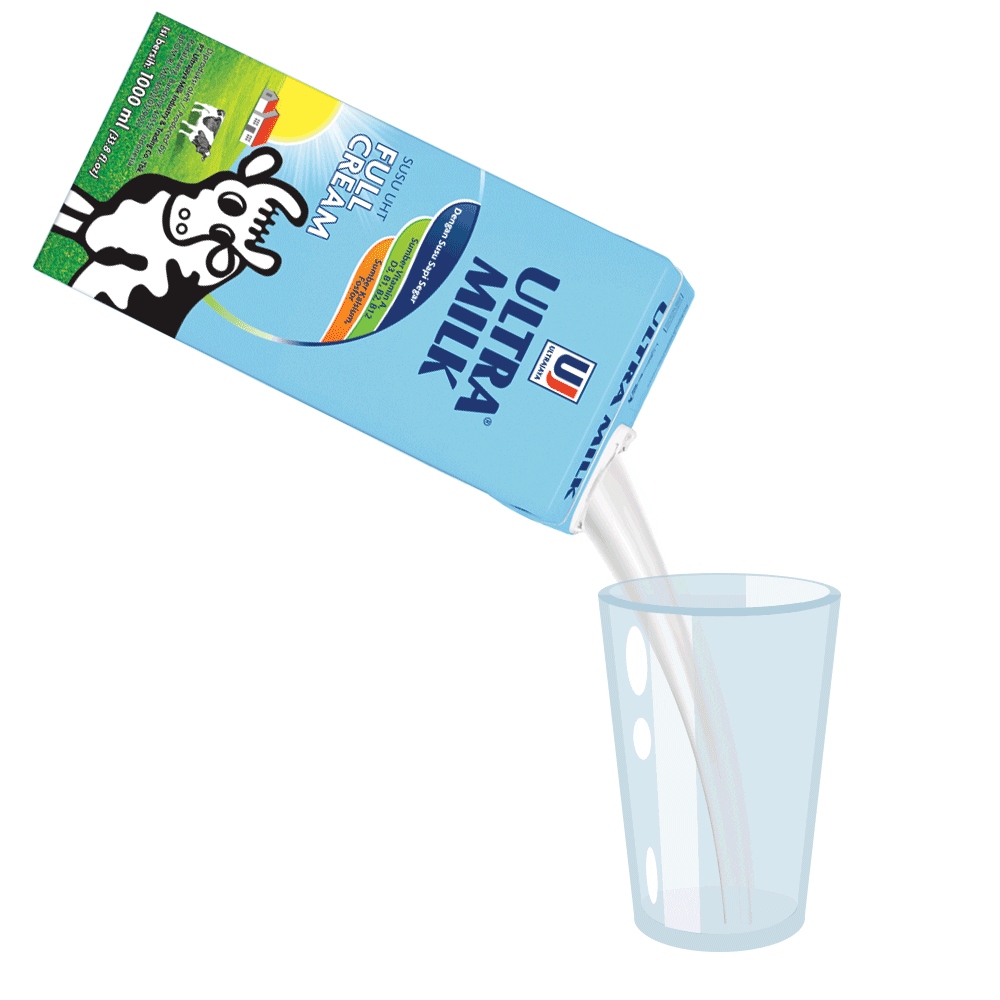 ULTRA MILK
UJ
ULTRAJAYA
ULTRA
MILK
®
Dengan Susu Sapi Segar
Sumber Vitamin A,
D3, B1, B2, B12
Sumber Kalsium,
Fosfor
SUSU UHT
FULL
CREAM
Isi bersih: 1000 ml (33.8 fl.oz)